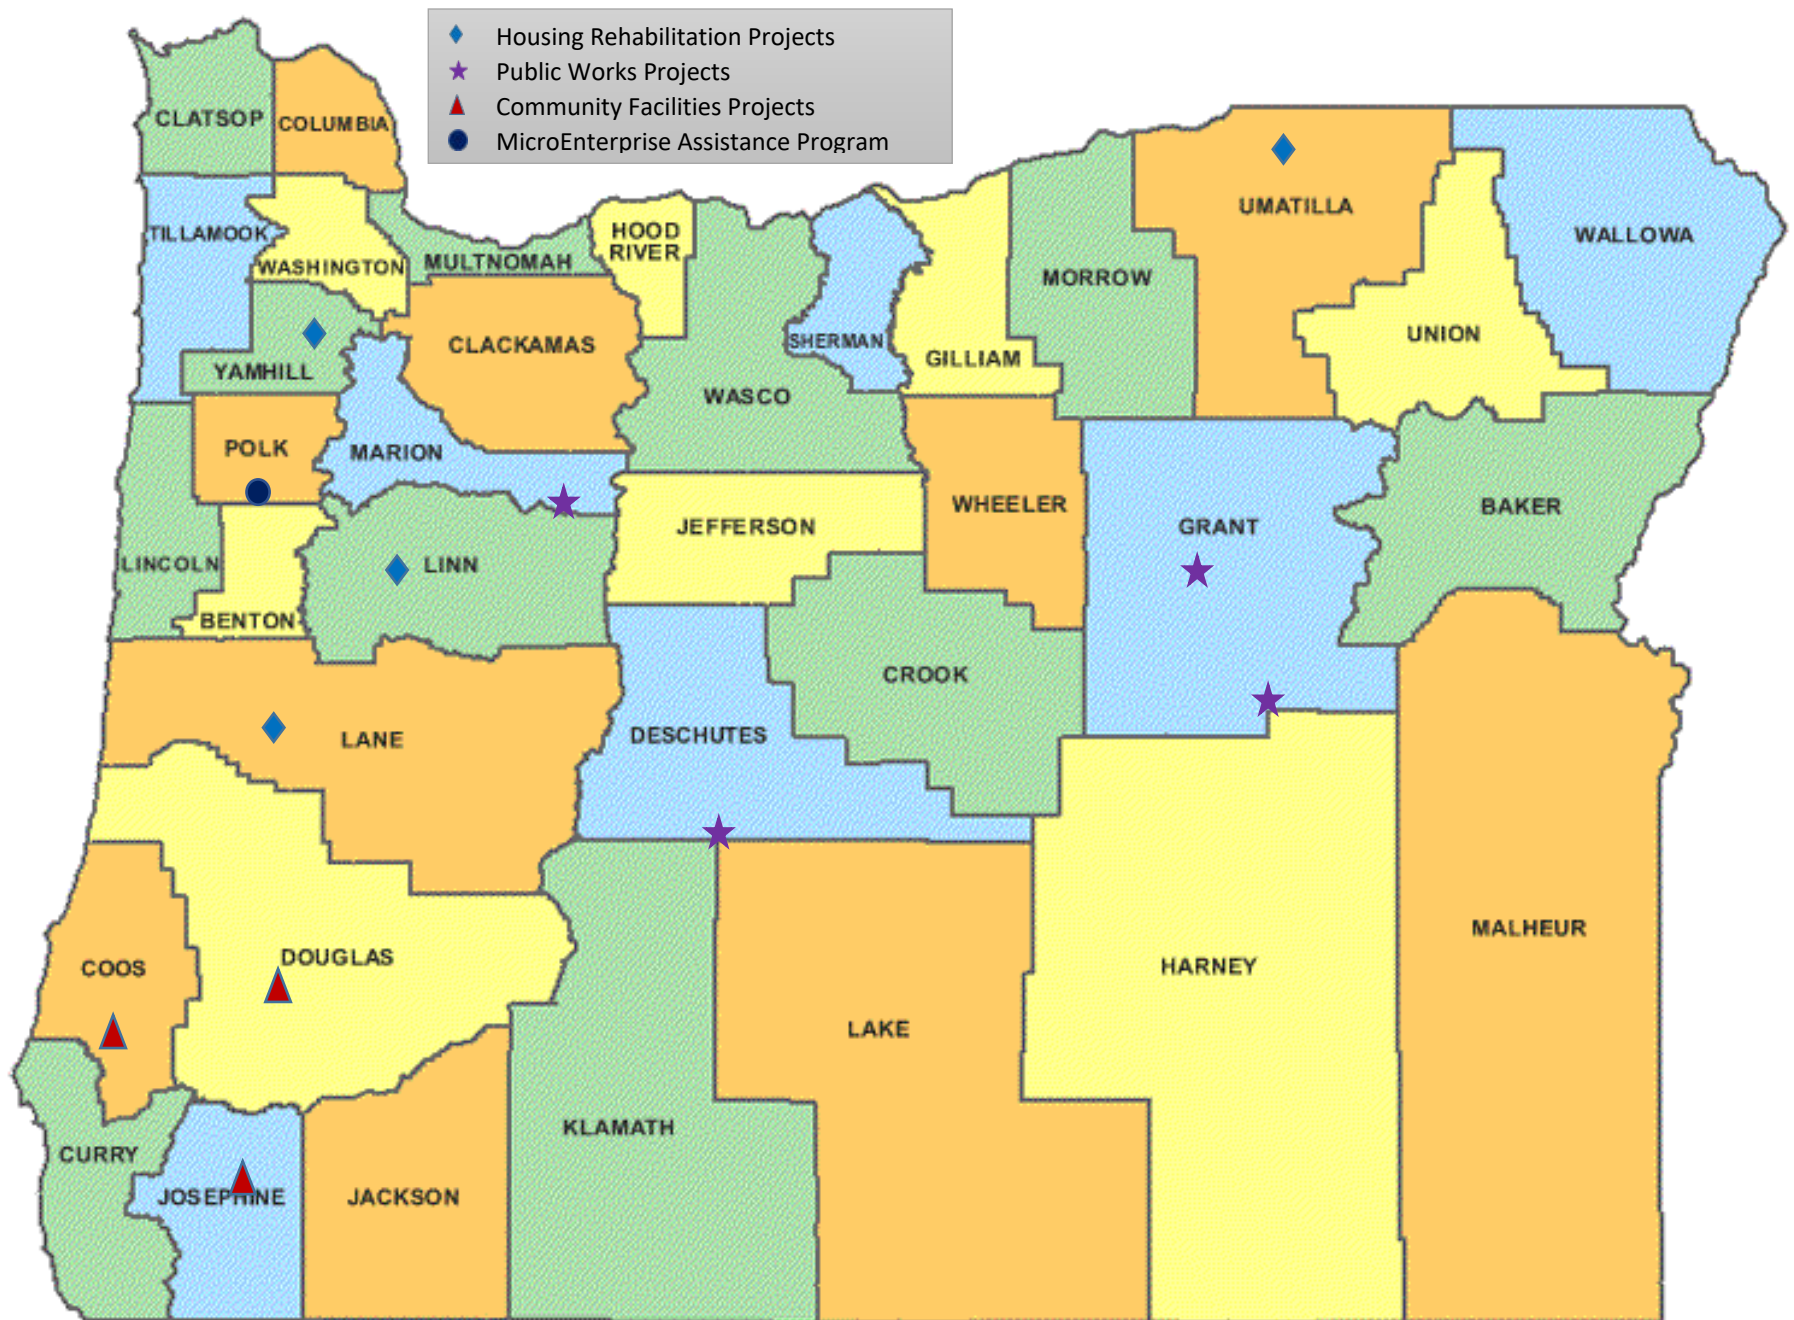 Housing Rehabilitation Projects
Public Works Projects
Community Facilities Projects
MicroEnterprise Assistance Program
CLATSOP
COLUMBIA
TILLAMOOK
WASHINGTON
MULTNOMAH
HOOD
RIVER
UMATILLA
WALLOWA
MORROW
SHERMAN
GILLIAM
UNION
YAMHILL
CLACKAMAS
WASCO
POLK
MARION
WHEELER
JEFFERSON
GRANT
BAKER
LINCOLN
LINN
BENTON
CROOK
LANE
DESCHUTES
DOUGLAS
COOS
HARNEY
MALHEUR
LAKE
KLAMATH
CURRY
JOSEPHINE
JACKSON